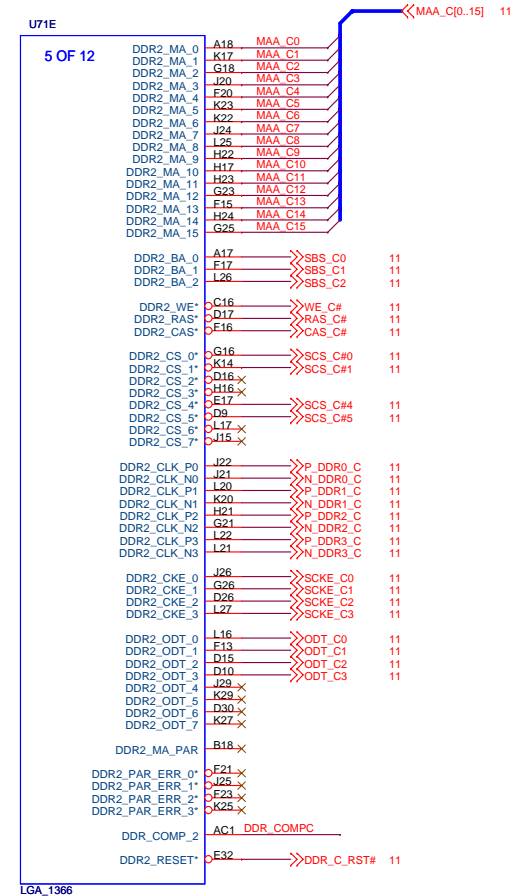 MAA_C[0..15] 11
U71E
5 OF 12
DDR2_MA_0 A18 MAA_C0
DDR2_MA_1 K17 MAA_C1
DDR2_MA_2 G18 MAA_C2
DDR2_MA_3 J20 MAA_C3
DDR2_MA_4 F20 MAA_C4
DDR2_MA_5 K23 MAA_C5
DDR2_MA_6 K22 MAA_C6
DDR2_MA_7 J24 MAA_C7
DDR2_MA_8 L25 MAA_C8
DDR2_MA_9 H22 MAA_C9
DDR2_MA_10 H17 MAA_C10
DDR2_MA_11 H23 MAA_C11
DDR2_MA_12 G23 MAA_C12
DDR2_MA_13 F15 MAA_C13
DDR2_MA_14 H24 MAA_C14
DDR2_MA_15 G25 MAA_C15
DDR2_BA_0 A17 SBS_C0 11
DDR2_BA_1 F17 SBS_C1 11
DDR2_BA_2 L26 SBS_C2 11
DDR2_WE* C16 WE_C# 11
DDR2_RAS* D17 RAS_C# 11
DDR2_CAS* F16 CAS_C# 11
DDR2_CS_0* G16 SCS_C#0 11
DDR2_CS_1* K14 SCS_C#1 11
DDR2_CS_2* D16
DDR2_CS_3* H16
DDR2_CS_4* E17 SCS_C#4 11
DDR2_CS_5* D9 SCS_C#5 11
DDR2_CS_6* L17
DDR2_CS_7* J15
DDR2_CLK_P0 J22 P_DDR0_C 11
DDR2_CLK_N0 J21 N_DDR0_C 11
DDR2_CLK_P1 L20 P_DDR1_C 11
DDR2_CLK_N1 K20 N_DDR1_C 11
DDR2_CLK_P2 H21 P_DDR2_C 11
DDR2_CLK_N2 G21 N_DDR2_C 11
DDR2_CLK_P3 L22 P_DDR3_C 11
DDR2_CLK_N3 L21 N_DDR3_C 11
DDR2_CKE_0 J26 SCKE_C0 11
DDR2_CKE_1 G26 SCKE_C1 11
DDR2_CKE_2 D26 SCKE_C2 11
DDR2_CKE_3 L27 SCKE_C3 11
DDR2_ODT_0 L16 ODT_C0 11
DDR2_ODT_1 F13 ODT_C1 11
DDR2_ODT_2 D15 ODT_C2 11
DDR2_ODT_3 D10 ODT_C3 11
DDR2_ODT_4 J29
DDR2_ODT_5 K29
DDR2_ODT_6 D30
DDR2_ODT_7 K27
DDR2_MA_PAR B18
DDR2_PAR_ERR_0* F21
DDR2_PAR_ERR_1* J25
DDR2_PAR_ERR_2* F23
DDR2_PAR_ERR_3* K25
DDR_COMP_2 AC1 DDR_COMPC
DDR2_RESET* E32 DDR_C_RST# 11
LGA_1366